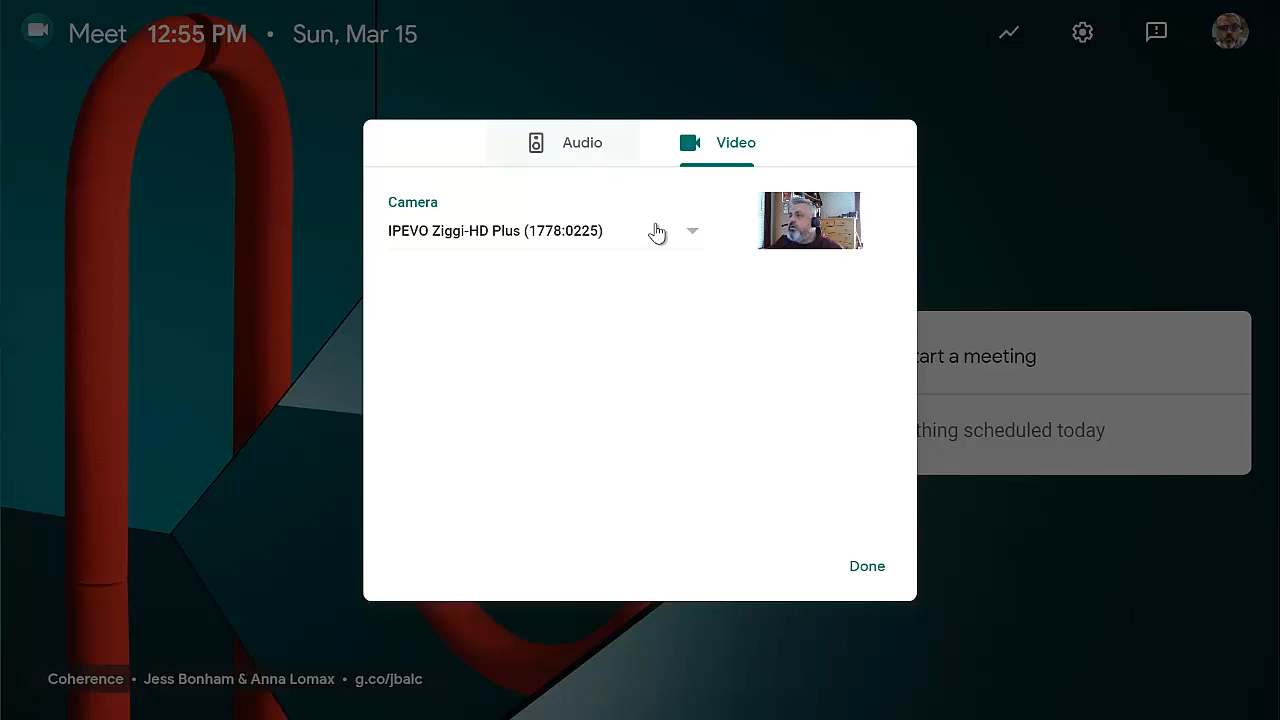 Meet 12:55 PM • Sun, Mar 15
Audio
Video
Camera
IPEVO Ziggi-HD Plus (1778:0225)
tart a meeting
thing scheduled today
Done
Coherence • Jess Bonham & Anna Lomax • g.co/jbalc